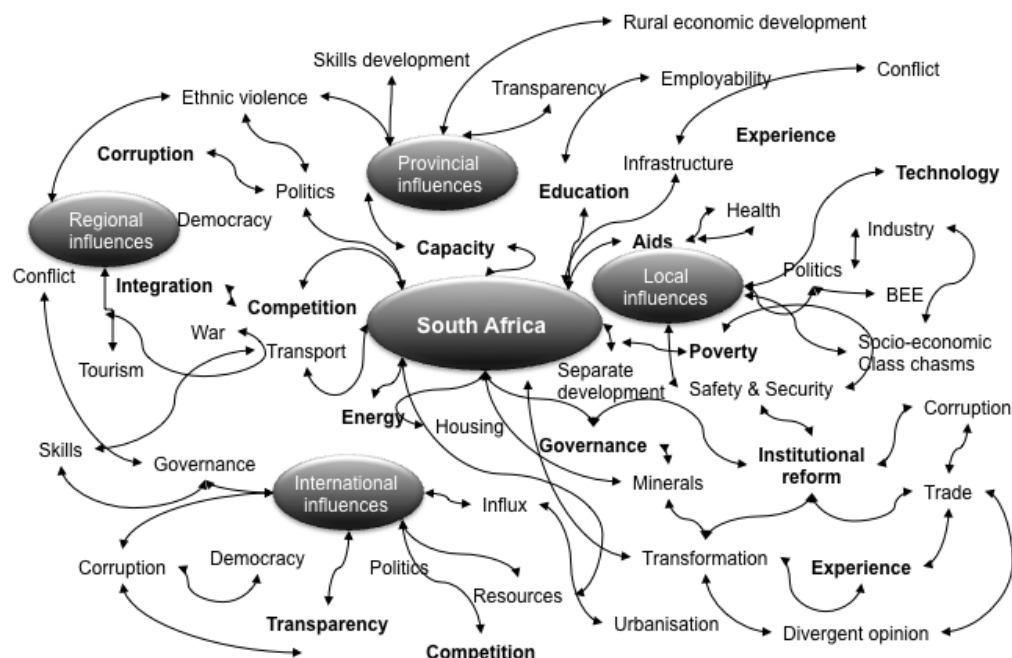 Rural economic development
Skills development
Transparency
Employability
Conflict
Ethnic violence
Experience
Corruption
Provincial
influences
Infrastructure
Technology
Politics
Education
Regional
influences
Democracy
Health
Industry
Capacity
Aids
Conflict
Integration
Local
influences
Politics
BEE
Competition
South Africa
War
Transport
Poverty
Socio-economic
Class chasms
Tourism
Separate
development
Safety & Security
Energy
Housing
Corruption
Skills
Governance
Governance
Institutional
reform
International
influences
Minerals
Trade
Influx
Corruption
Democracy
Politics
Transformation
Experience
Resources
Transparency
Urbanisation
Divergent opinion
Competition